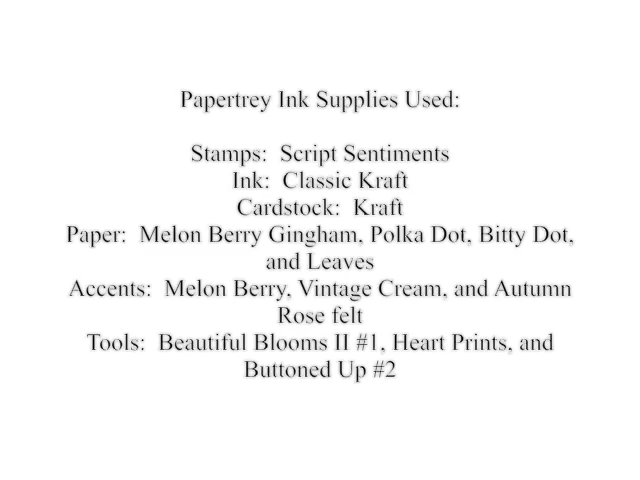 Papertrey Ink Supplies Used:
Stamps:  Script Sentiments
Ink:  Classic Kraft
Cardstock:  Kraft
Paper:  Melon Berry Gingham, Polka Dot, Bitty Dot,
and Leaves
Accents:  Melon Berry, Vintage Cream, and Autumn
Rose felt
Tools:  Beautiful Blooms II #1, Heart Prints, and
Buttoned Up #2